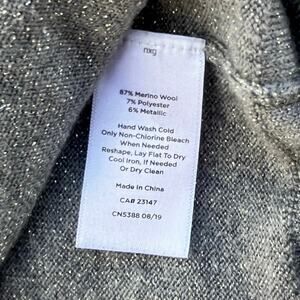 nxg
87% Merino Wool
7% Polyester
6% Metallic
Hand Wash Cold
Only Non-Chlorine Bleach
When Needed
Reshape, Lay Flat To Dry
Cool Iron, If Needed
Or Dry Clean
Made in China
CA# 23147
CN5388 08/19